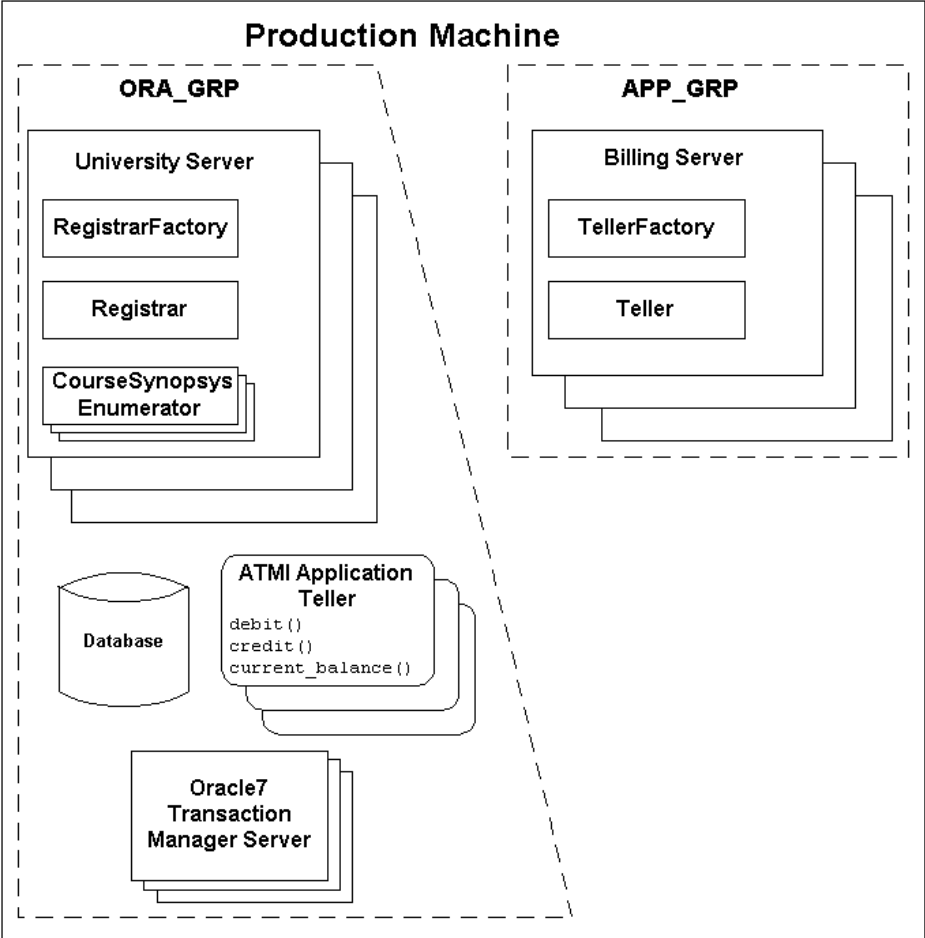 Production Machine
ORA_GRP
University Server
RegistrarFactory
Registrar
CourseSynopsys
Enumerator
Database
ATMI Application
Teller
debit()
credit()
current_balance()
Oracle7
Transaction
Manager Server
APP_GRP
Billing Server
TellerFactory
Teller